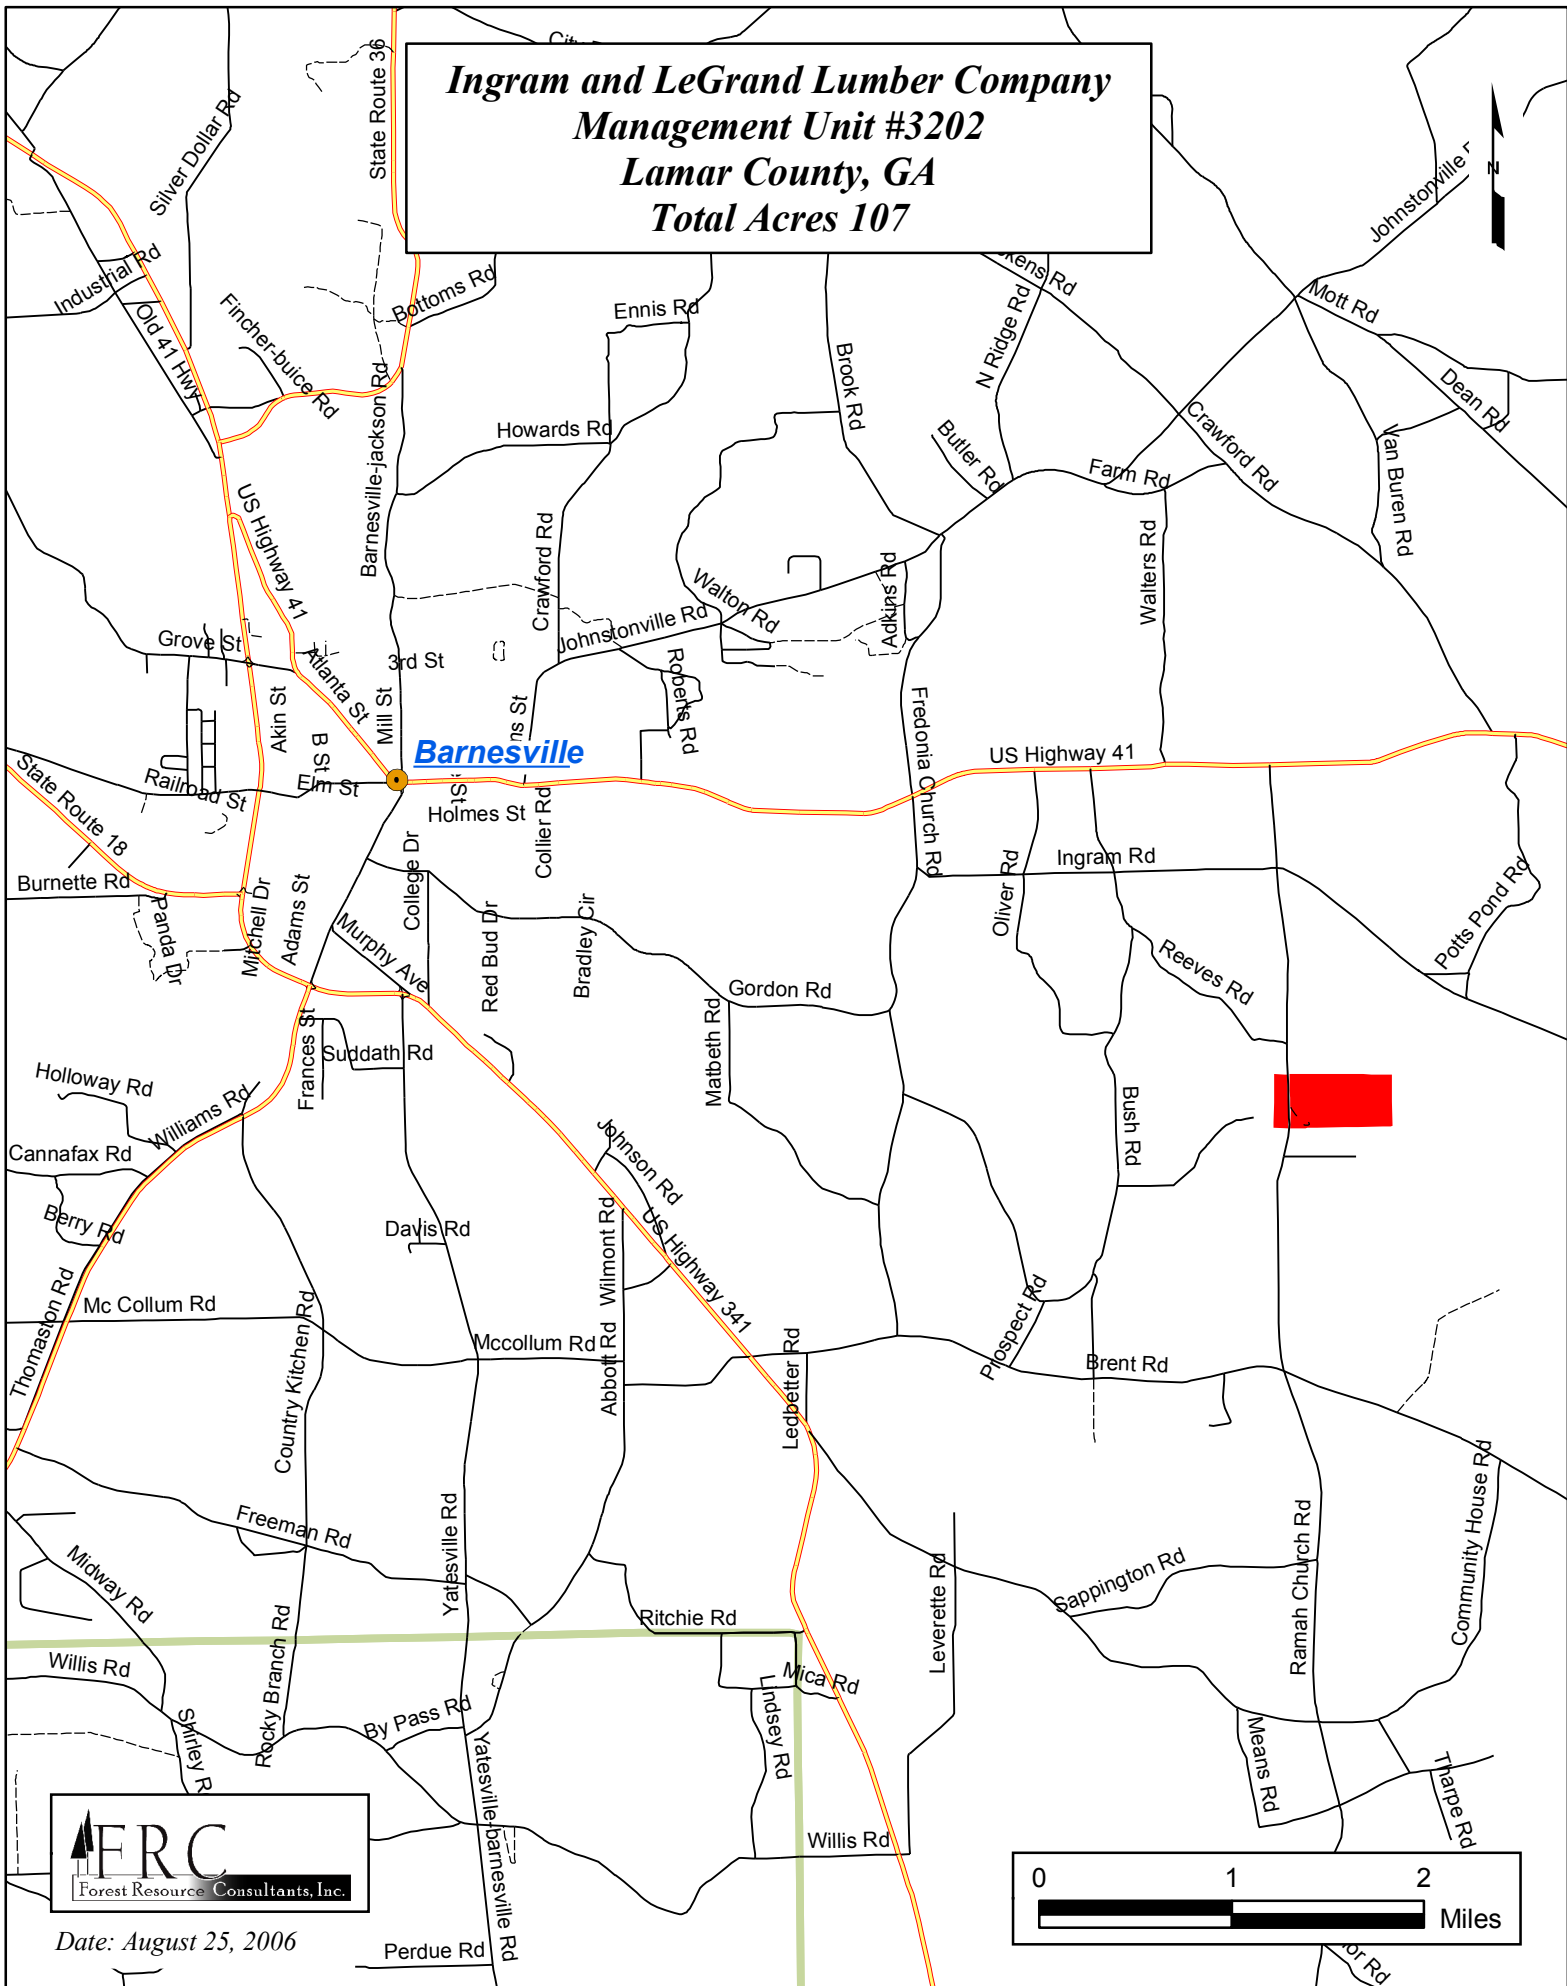 Ingram and LeGrand Lumber Company
Management Unit #3202
Lamar County, GA
Total Acres 107
N
State Route 36
Silver Dollar Rd
Johnstonville
Industrial Rd
Old 41 Hwy
Fincher-buice Rd
Bottoms Rd
Ennis Rd
kens Rd
N Ridge Rd
Mott Rd
Dean Rd
Brook Rd
Barnesville-jackson Rd
Howards Rd
Butler Rd
Farm Rd
Crawford Rd
Van Buren Rd
US Highway 41
Crawford Rd
Walton Rd
Adkins Rd
Walters Rd
Johnstonville Rd
Grove St
Atlanta St
3rd St
Roberts Rd
Akin St
B St
Mill St
ns St
Fredonia Church Rd
Barnesville
US Highway 41
State Route 18
Railroad St
Elm St
St
Holmes St
Collier Rd
Ingram Rd
Oliver Rd
Potts Pond Rd
Burnette Rd
Panda Dr
Mitchell Dr
Adams St
College Dr
Murphy Ave
Red Bud Dr
Bradley Cir
Reeves Rd
Gordon Rd
Matbeth Rd
Frances St
Suddath Rd
Holloway Rd
Williams Rd
Cannafax Rd
Berry Rd
Johnson Rd
Bush Rd
Davis Rd
Wilmont Rd
US Highway 341
Thomaston Rd
Mc Collum Rd
Country Kitchen Rd
Mccollum Rd
Abbott Rd
Ledbetter Rd
Prospect Rd
Brent Rd
Freeman Rd
Midway Rd
Yatesville Rd
Leverette Rd
Sappington Rd
Ramah Church Rd
Community House Rd
Ritchie Rd
Willis Rd
Rocky Branch Rd
Mica Rd
Lindsey Rd
By Pass Rd
Shirley R
Yatesville-barnesville Rd
Means Rd
Tharpe Rd
Willis Rd
FRC
Forest Resource Consultants, Inc.
Date: August 25, 2006
Perdue Rd
0 1 2
Miles
or Rd